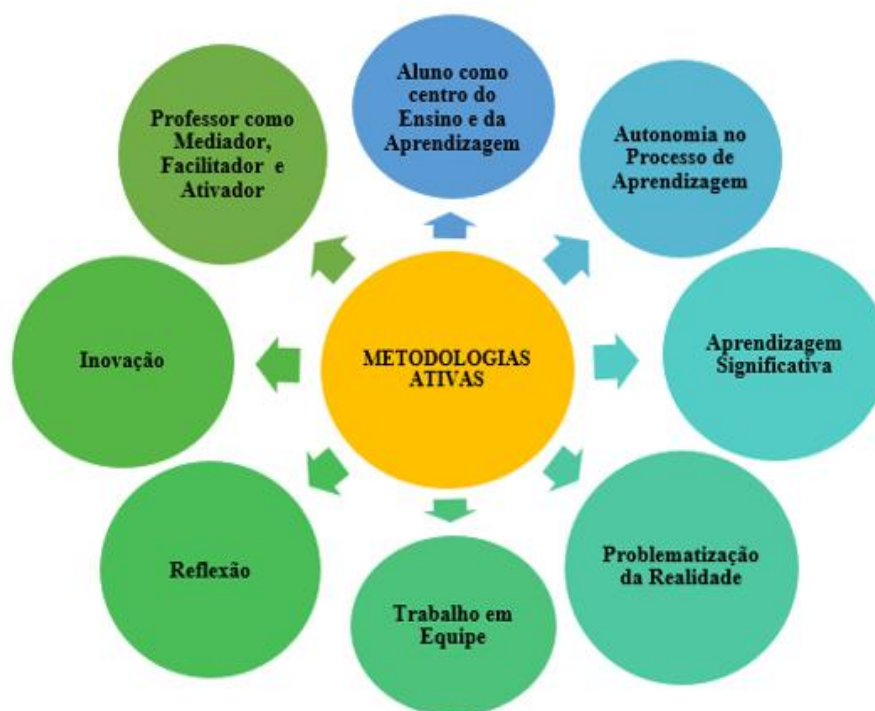 Aluno como
centro do
Ensino e da
Aprendizagem
Autonomia no
Processo de
Aprendizagem
Aprendizagem
Significativa
Problematização
da Realidade
Trabalho em
Equipe
Reflexão
Inovação
Professor como
Mediador,
Facilitador e
Ativador
METODOLOGIAS
ATIVAS